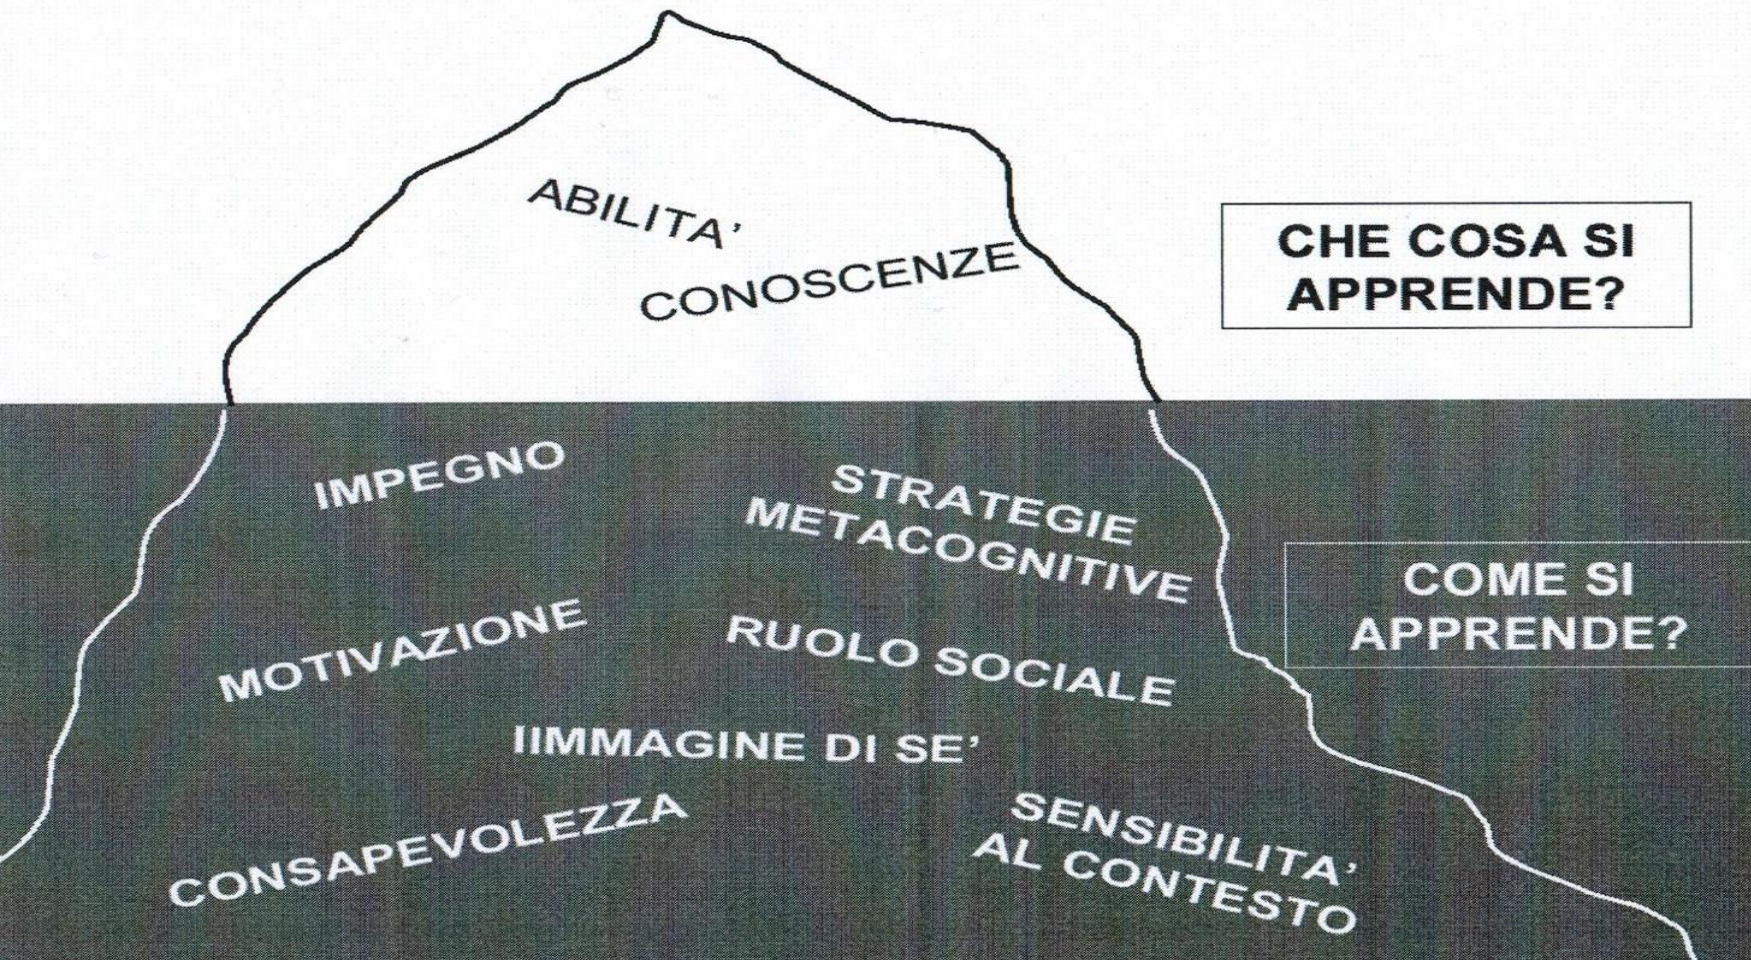 ABILITA’
CONOSCENZE
CHE COSA SI
APPRENDE?
IMPEGNO
STRATEGIE
METACOGNITIVE
COME SI
APPRENDE?
MOTIVAZIONE
RUOLO SOCIALE
IIMMAGINE DI SE’
CONSAPEVOLEZZA
SENSIBILITA’
AL CONTESTO